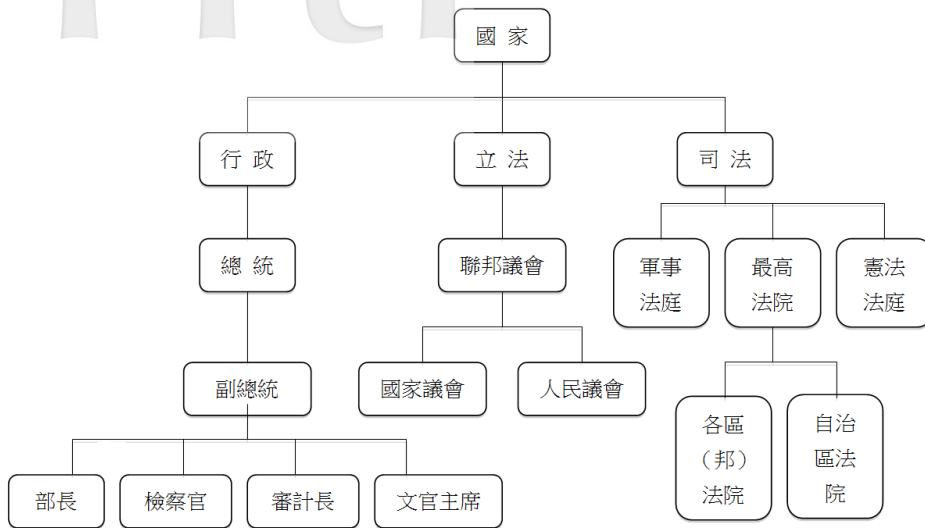 國 家
行 政
立 法
司 法
總 統
聯邦議會
軍事
法庭
最高
法院
憲法
法庭
副總統
國家議會
人民議會
各區
（邦）
法院
自治
區法
院
部長
檢察官
審計長
文官主席